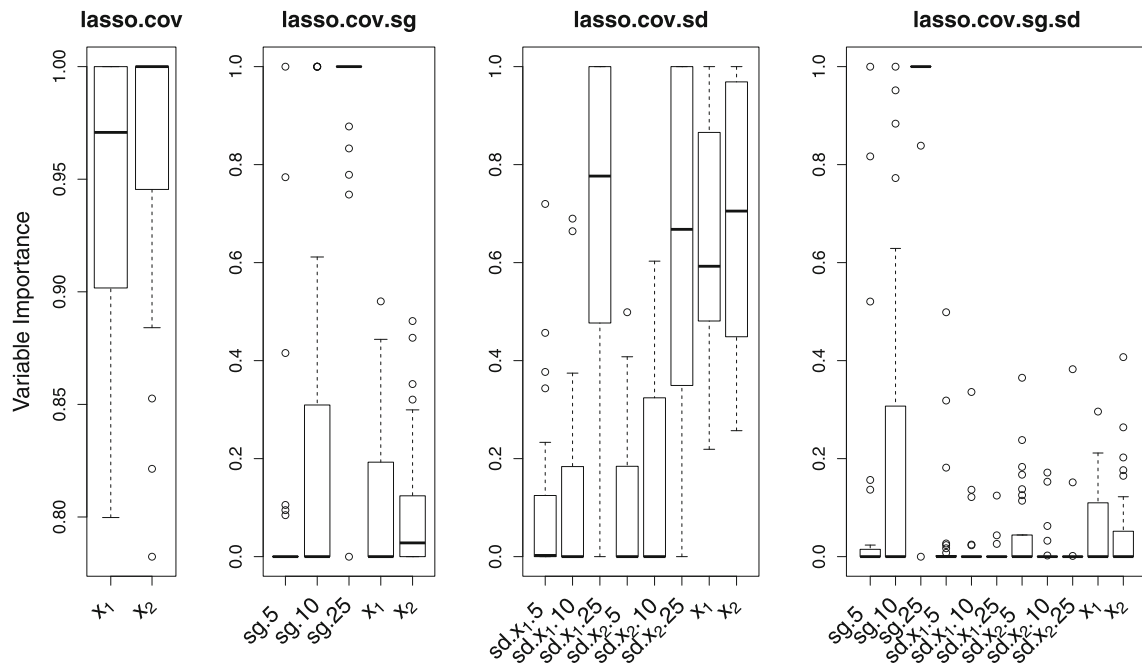 lasso.cov
lasso.cov.sg
lasso.cov.sd
lasso.cov.sg.sd
Variable Importance
0.80 0.85 0.90 0.95 1.00
x1 x2
0.0 0.2 0.4 0.6 0.8 1.0
sg.5 sg.10 sg.25 x1 x2
0.0 0.2 0.4 0.6 0.8 1.0
sd.x1.5 sd.x1.10 sd.x1.25 sd.x2.5 sd.x2.10 sd.x2.25 x1 x2
0.0 0.2 0.4 0.6 0.8 1.0
sg.5 sg.10 sg.25 sd.x1.5 sd.x1.10 sd.x1.25 sd.x2.5 sd.x2.10 sd.x2.25 x1 x2